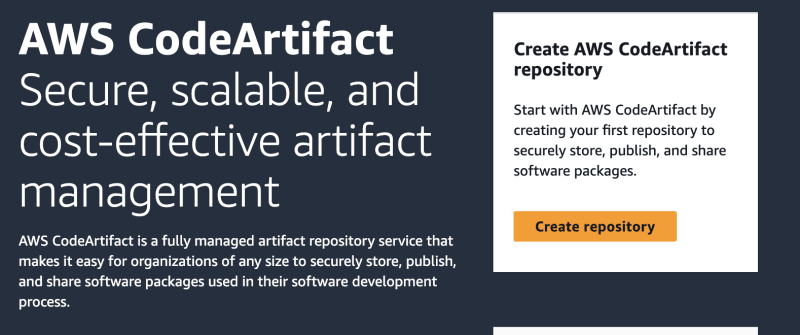 AWS CodeArtifact
Secure, scalable, and
cost-effective artifact
management
AWS CodeArtifact is a fully managed artifact repository service that
makes it easy for organizations of any size to securely store, publish,
and share software packages used in their software development
process.
Create AWS CodeArtifact
repository
Start with AWS CodeArtifact by
creating your first repository to
securely store, publish, and share
software packages.
Create repository